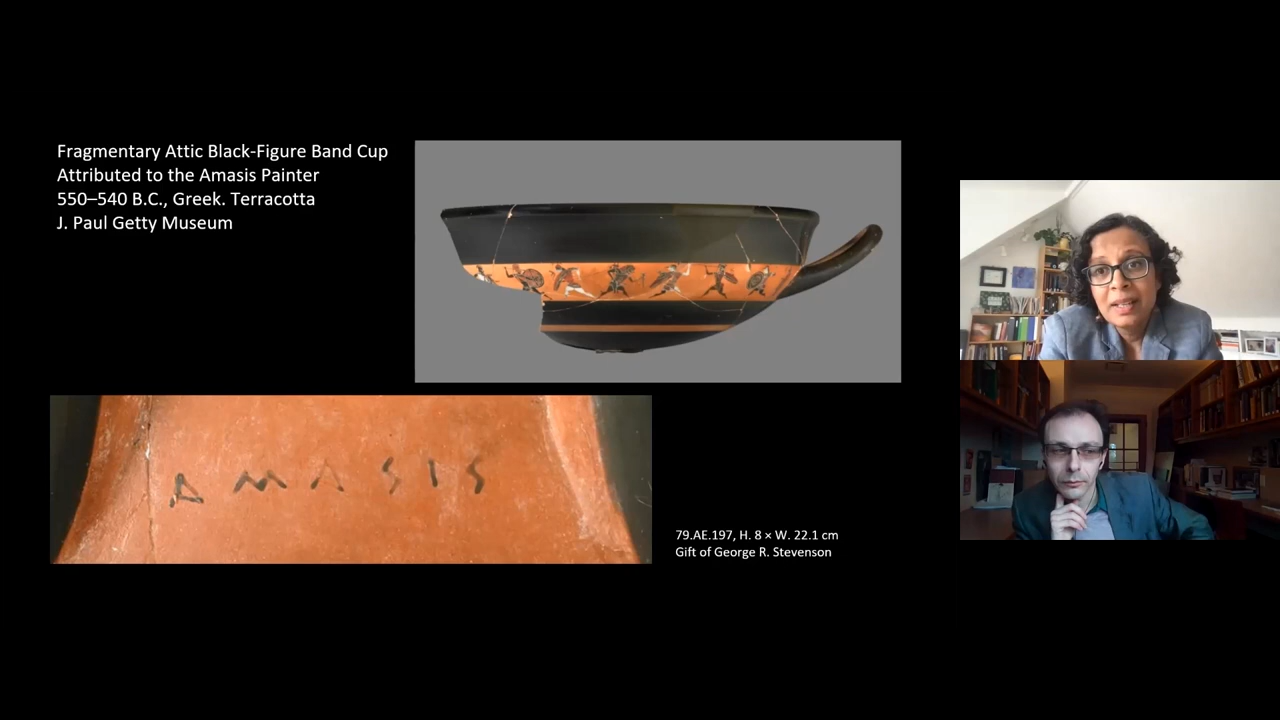 Fragmentary Attic Black-Figure Band Cup
Attributed to the Amasis Painter
550–540 B.C., Greek. Terracotta
J. Paul Getty Museum
AMASIS
79.AE.197, H. 8 × W. 22.1 cm
Gift of George R. Stevenson